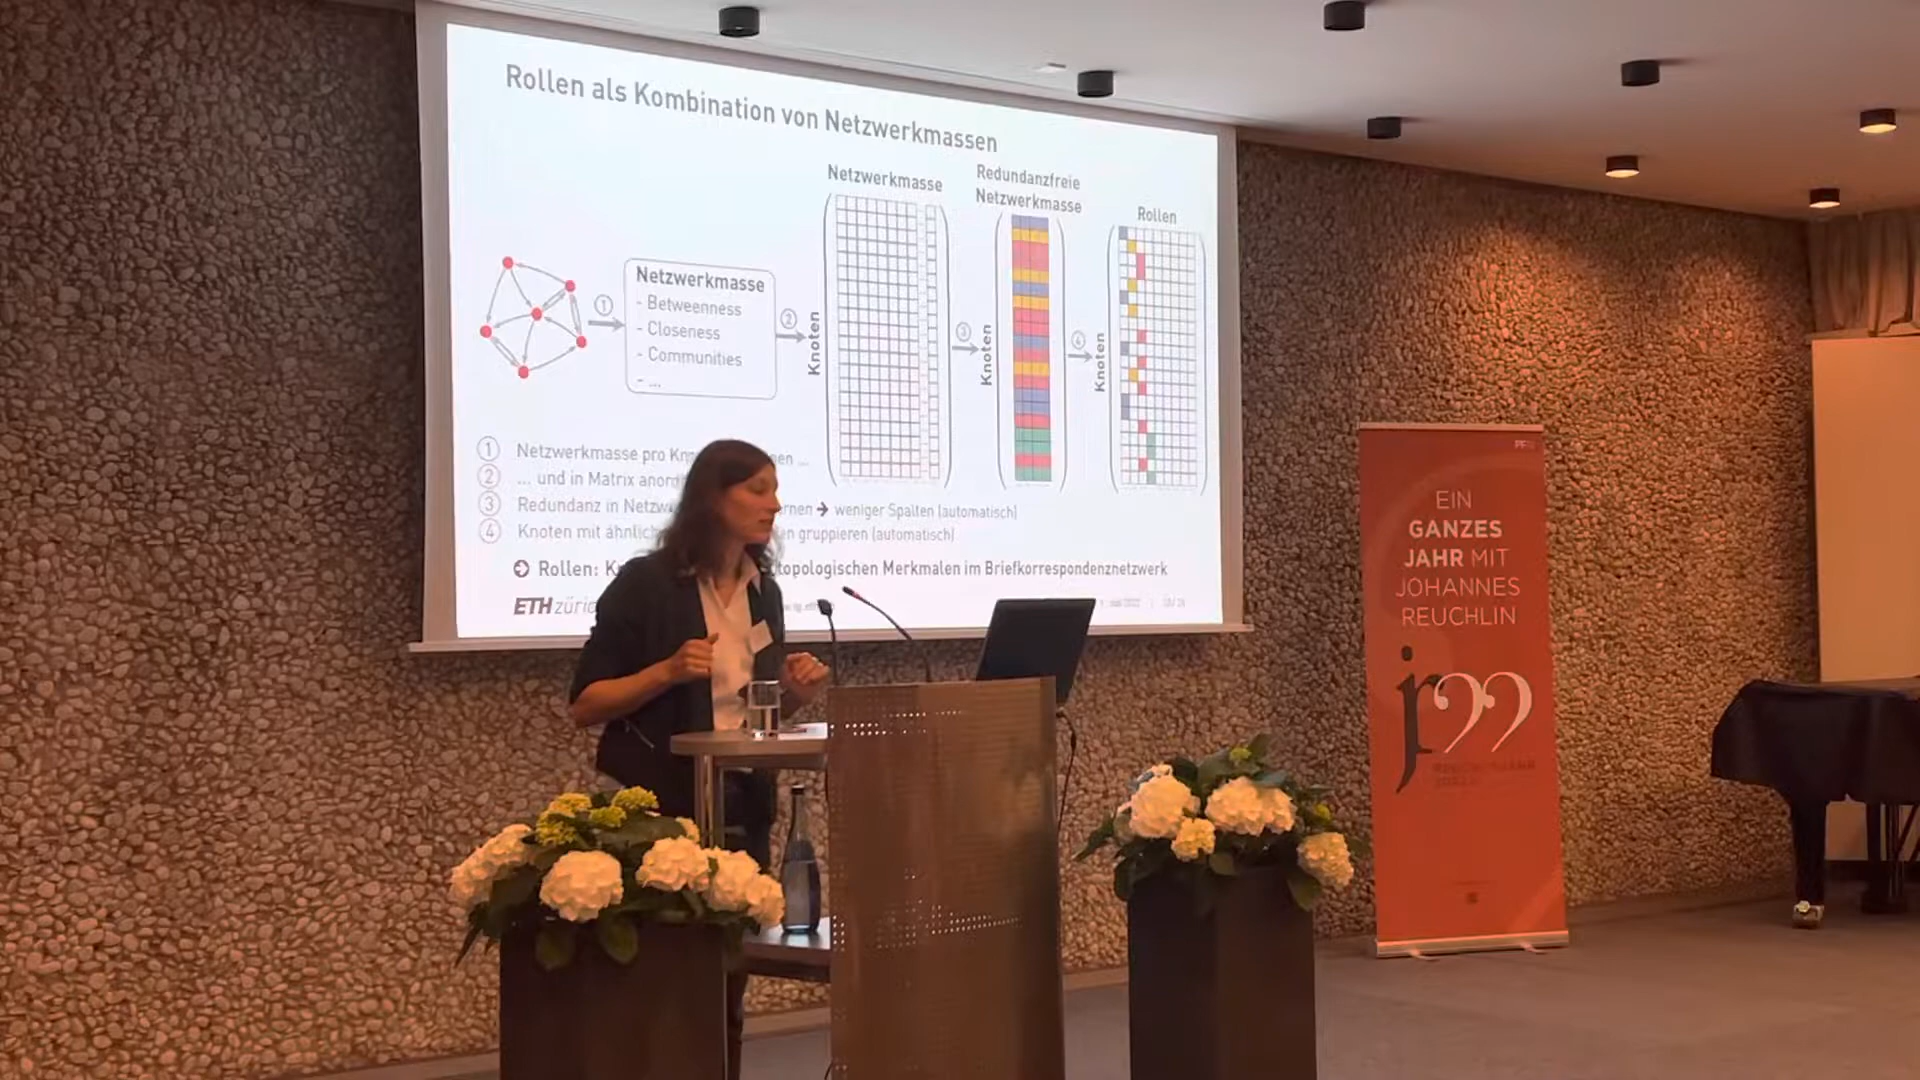 Rollen als Kombination von Netzwerkmassen
Netzwerkmasse
Redundanzfreie
Netzwerkmasse
Rollen
Netzwerkmasse
- Betweenness
- Closeness
- Communities
- ...
1
2
3
4
Knoten
Knoten
Knoten
1 Netzwerkmasse pro ...
2 ... und in Matrix
3 Redundanz in → weniger Spalten (automatisch)
4 Knoten mit gruppieren (automatisch)
Rollen: topologischen Merkmalen im Briefkorrespondenznetzwerk
ETH
EIN
GANZES
JAHR MIT
JOHANNES
REUCHLIN